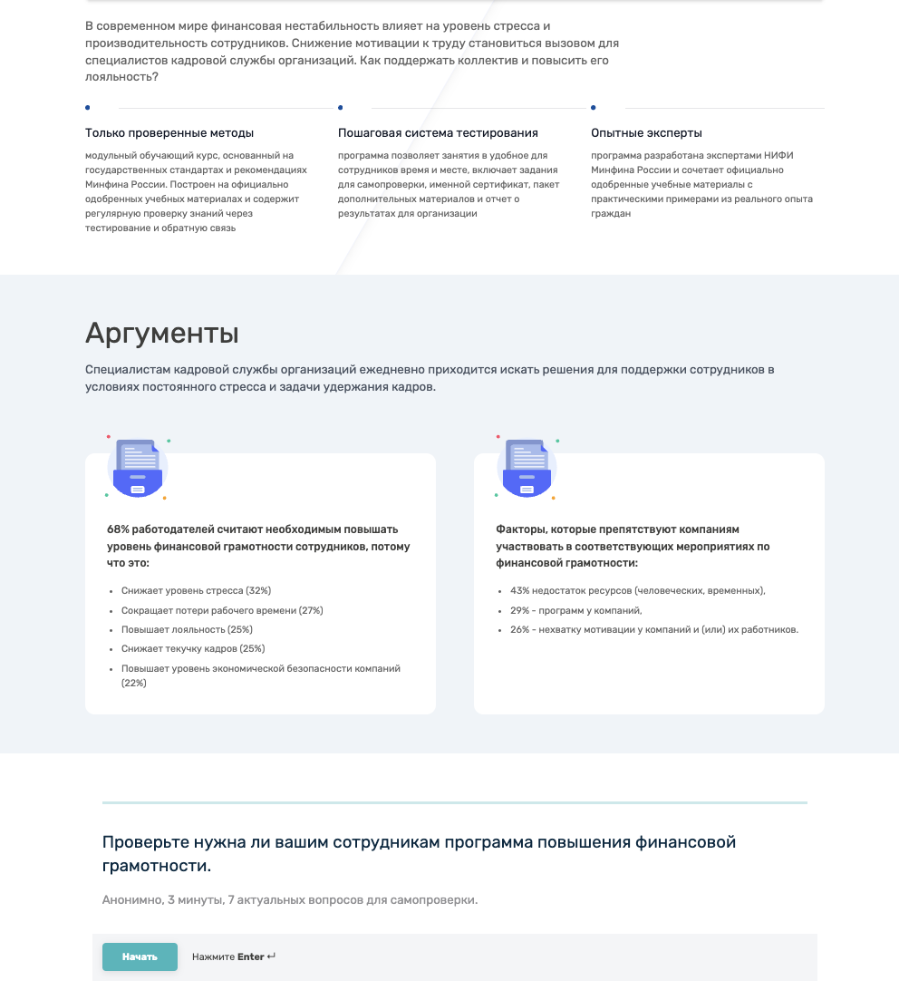 В современном мире финансовая нестабильность влияет на уровень стресса и
производительность сотрудников. Снижение мотивации к труду становиться вызовом для
специалистов кадровой службы организаций. Как поддержать коллектив и повысить его
лояльность?
Только проверенные методы
модульный обучающий курс, основанный на
государственных стандартах и рекомендациях
Минфина России. Построен на официально
одобренных учебных материалах и содержит
регулярную проверку знаний через
тестирование и обратную связь
Пошаговая система тестирования
программа позволяет занятия в удобное для
сотрудников время и месте, включает задания
для самопроверки, именной сертификат, пакет
дополнительных материалов и отчет о
результатах для организации
Опытные эксперты
программа разработана экспертами НИФИ
Минфина России и сочетает официально
одобренные учебные материалы с
практическими примерами из реального опыта
граждан
Аргументы
Специалистам кадровой службы организаций ежедневно приходится искать решения для поддержки сотрудников в
условиях постоянного стресса и задачи удержания кадров.
68% работодателей считают необходимым повышать
уровень финансовой грамотности сотрудников, потому
что это:
• Снижает уровень стресса (32%)
• Сокращает потери рабочего времени (27%)
• Повышает лояльность (25%)
• Снижает текучку кадров (25%)
• Повышает уровень экономической безопасности компаний
(22%)
Факторы, которые препятствуют компаниям
участвовать в соответствующих мероприятиях по
финансовой грамотности:
• 43% недостаток ресурсов (человеческих, временных),
• 29% - программ у компаний,
• 26% - нехватку мотивации у компаний и (или) их работников.
Проверьте нужна ли вашим сотрудникам программа повышения финансовой
грамотности.
Анонимно, 3 минуты, 7 актуальных вопросов для самопроверки.
Начать
Нажмите Enter ↵